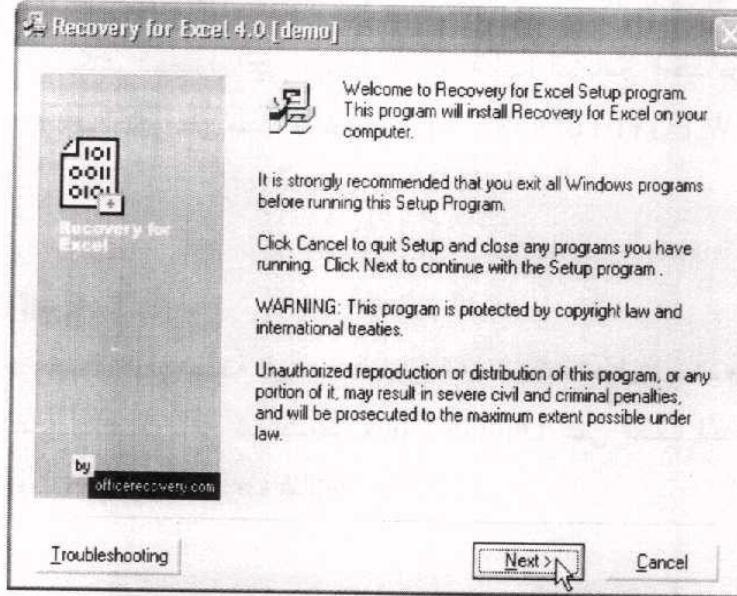 Recovery for Excel 4.0 [demo]
Welcome to Recovery for Excel Setup program.
This program will install Recovery for Excel on your
computer.
It is strongly recommended that you exit all Windows programs
before running this Setup Program.
Click Cancel to quit Setup and close any programs you have
running. Click Next to continue with the Setup program .
WARNING: This program is protected by copyright law and
international treaties.
Unauthorized reproduction or distribution of this program, or any
portion of it, may result in severe civil and criminal penalties,
and will be prosecuted to the maximum extent possible under
law.
101
0011
0101
Recovery for
Excel
by
officerecovery.com
Troubleshooting
Next >
Cancel